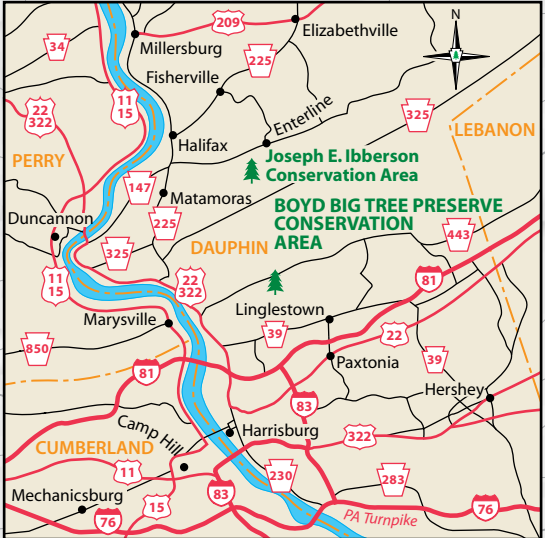 N
209
Elizabethville
34
Millersburg
225
Fisherville
11
15
22
322
325
Enterline
LEBANON
Halifax
PERRY
Joseph E. Ibberson
Conservation Area
147
Matamoras
BOYD BIG TREE PRESERVE
CONSERVATION
AREA
225
Duncannon
443
DAUPHIN
325
11
15
22
322
81
Linglestown
Marysville
39
22
850
39
Paxtonia
81
Hershey
83
Camp Hill
Harrisburg
322
CUMBERLAND
11
230
283
83
Mechanicsburg
15
76
76
PA Turnpike